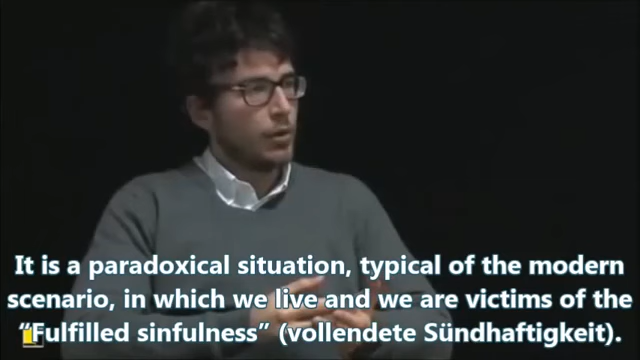 It is a paradoxical situation, typical of the modern
scenario, in which we live and we are victims of the
“Fulfilled sinfulness” (vollendete Sündhaftigkeit).